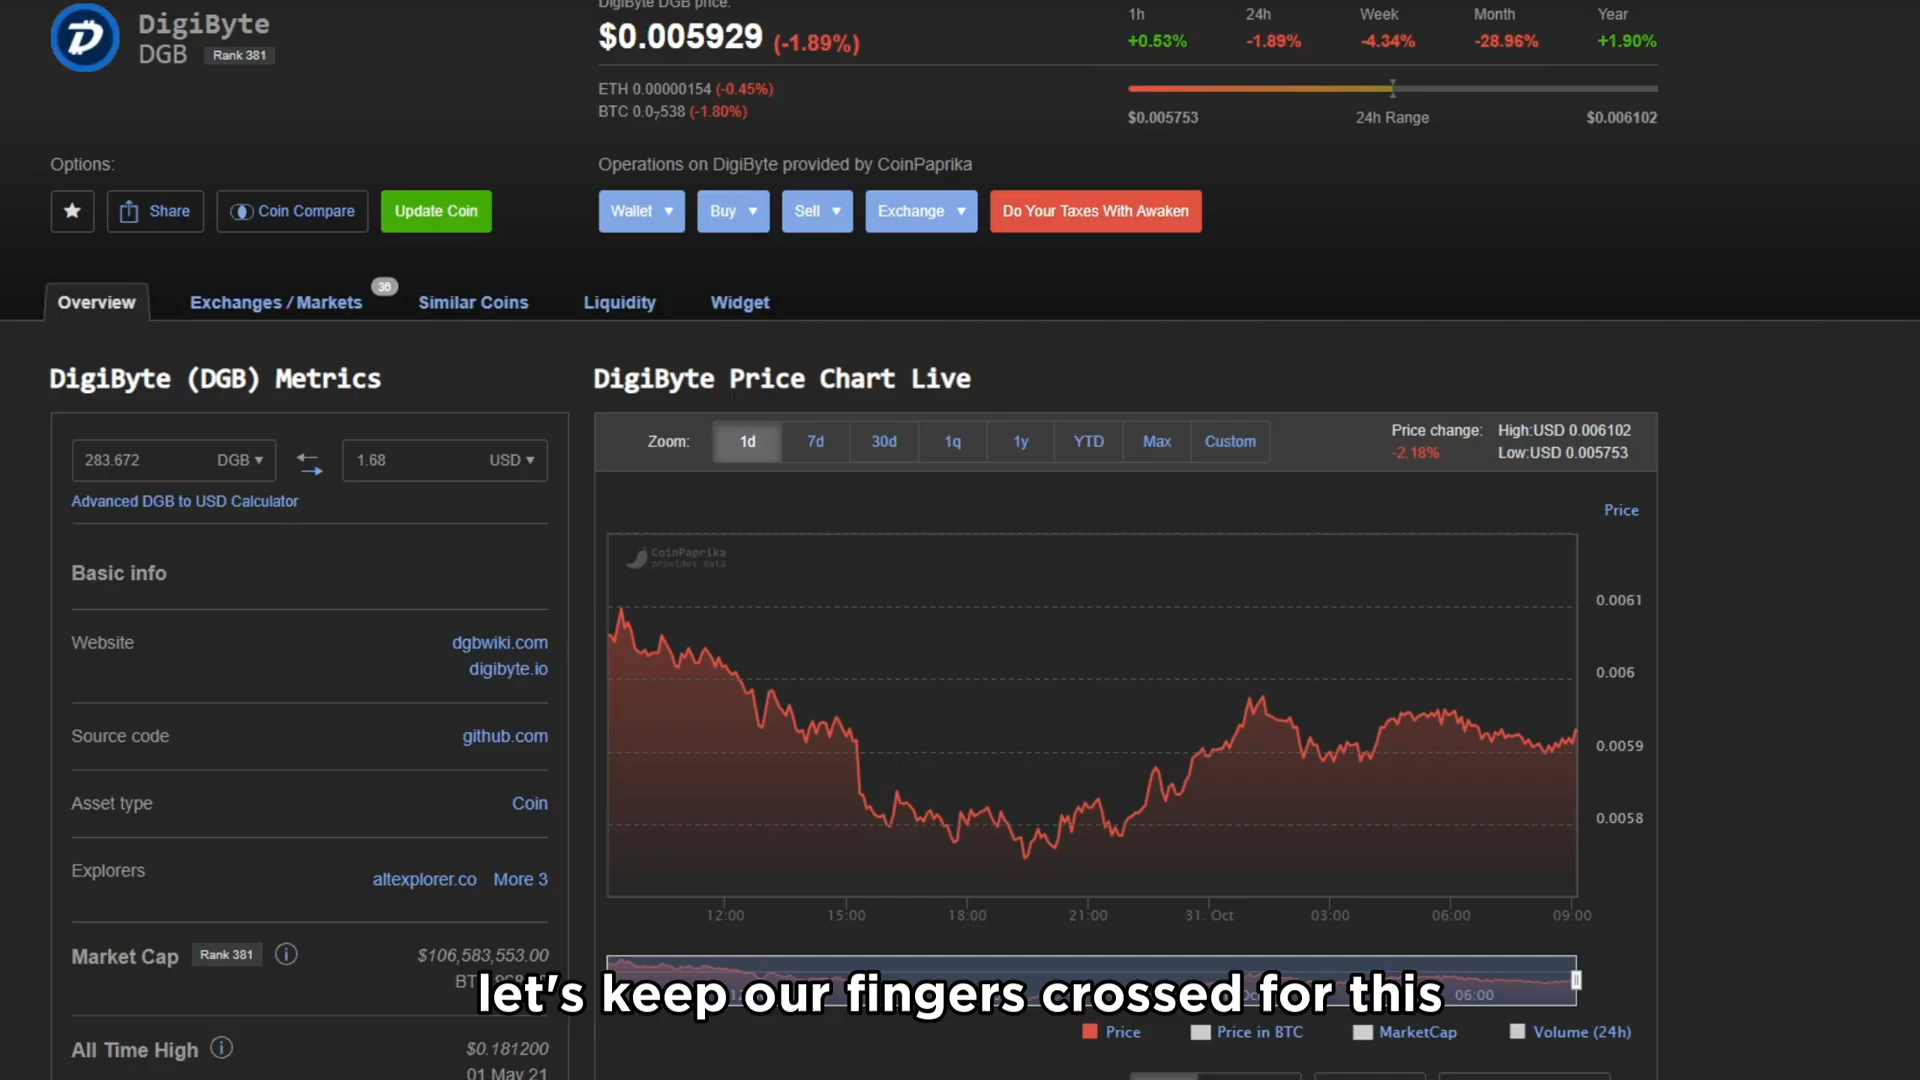 DigiByte
DGB Rank 381
DigiByte DGB price:
$0.005929 (-1.89%)
ETH 0.00000154 (-0.45%)
BTC 0.0₇538 (-1.80%)
1h 24h Week Month Year
+0.53% -1.89% -4.34% -28.96% +1.90%
$0.005753 24h Range $0.006102
Options:
Share Coin Compare Update Coin
Operations on DigiByte provided by CoinPaprika
Wallet ▼ Buy ▼ Sell ▼ Exchange ▼ Do Your Taxes With Awaken
Overview Exchanges / Markets 36 Similar Coins Liquidity Widget
DigiByte (DGB) Metrics
283.672 DGB ▼ 1.68 USD ▼
Advanced DGB to USD Calculator
Basic info
Website dgbwiki.com
digibyte.io
Source code github.com
Asset type Coin
Explorers altexplorer.co More 3
Market Cap Rank 381 $106,583,553.00
BT
All Time High $0.181200
01 May 21
DigiByte Price Chart Live
Zoom: 1d 7d 30d 1q 1y YTD Max Custom
Price change: High:USD 0.006102
-2.18% Low:USD 0.005753
Price
CoinPaprika
provides data
0.0061
0.006
0.0059
0.0058
12:00 15:00 18:00 21:00 31. Oct 03:00 06:00 09:00
06:00
let's keep our fingers crossed for this
Price Price in BTC MarketCap Volume (24h)